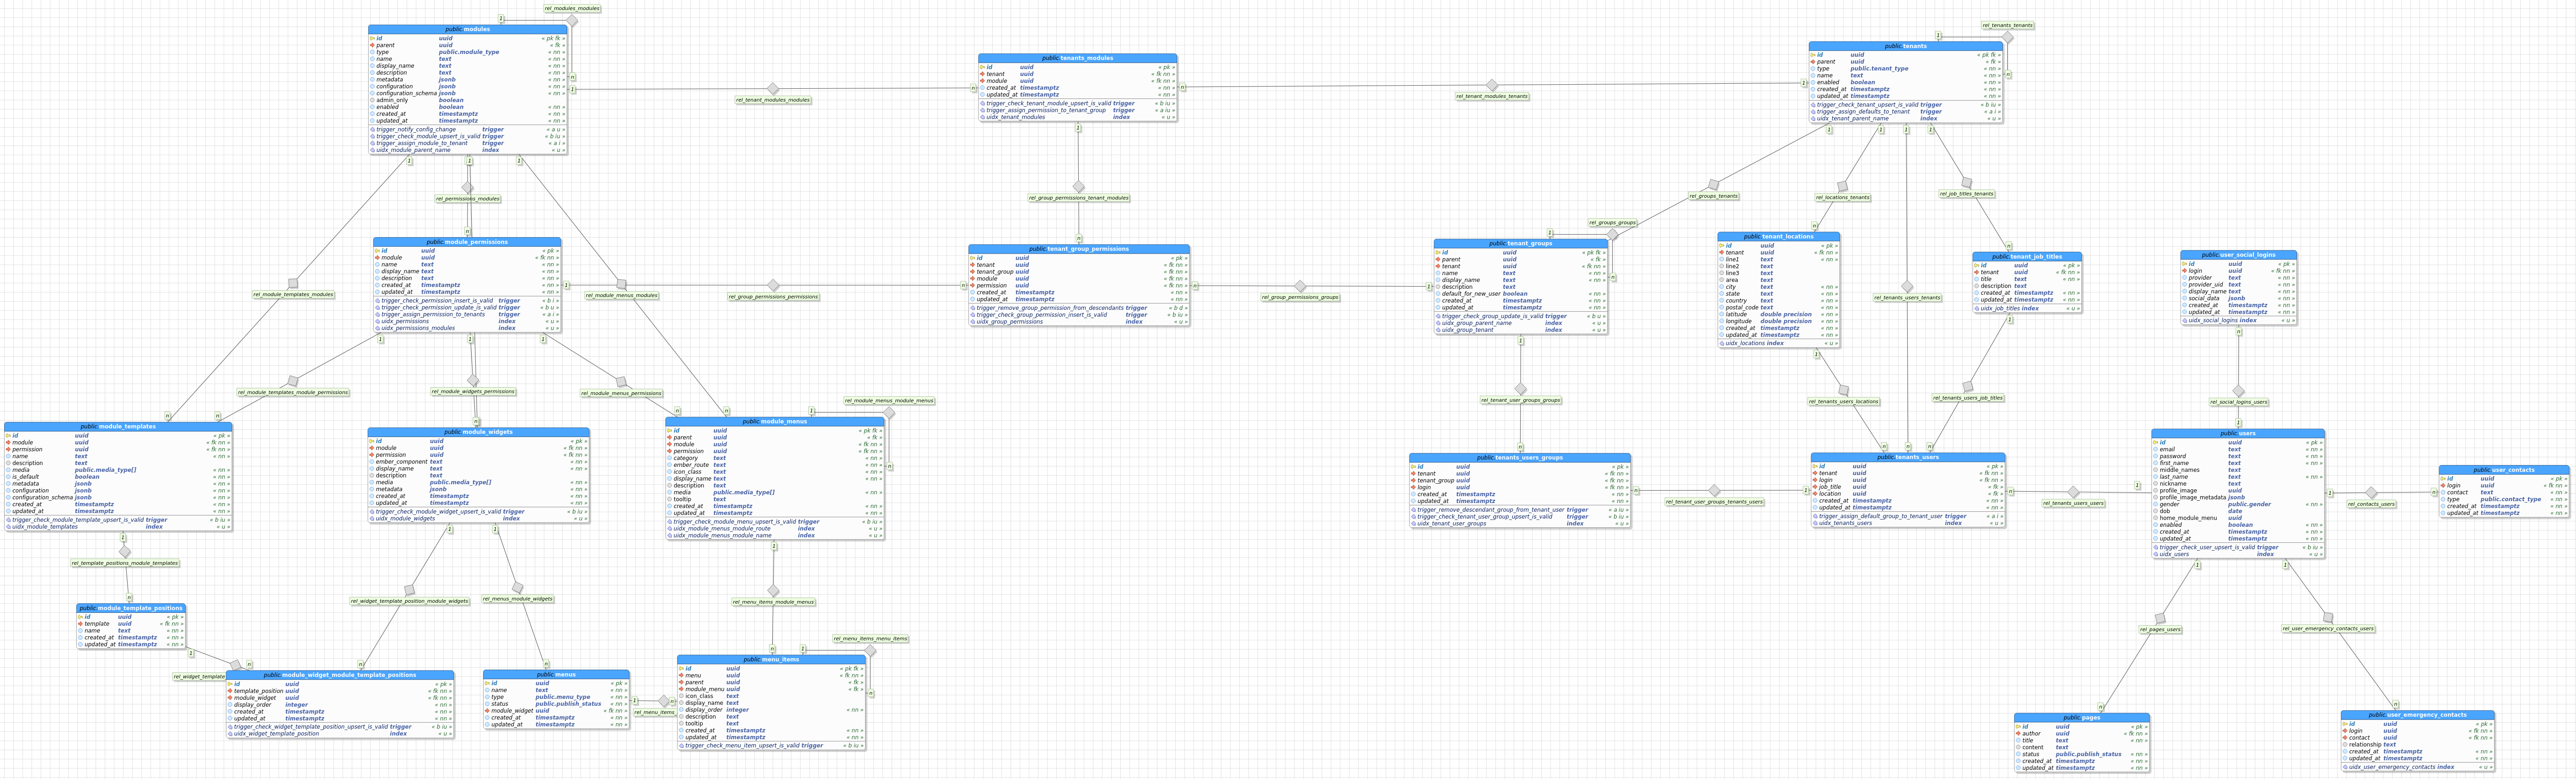 rel_modules_modules
public.modules
id uuid « pk fk »
parent uuid « fk »
type public.module_type « nn »
name text « nn »
display_name text « nn »
description text « nn »
metadata jsonb « nn »
configuration jsonb « nn »
configuration_schema jsonb « nn »
admin_only boolean
enabled boolean « nn »
created_at timestamptz « nn »
updated_at timestamptz « nn »
trigger_notify_config_change trigger « a u »
trigger_check_module_upsert_is_valid trigger « b iu »
trigger_assign_module_to_tenant trigger « a i »
uidx_module_parent_name index « u »
rel_tenant_modules_modules
public.tenants_modules
id uuid « pk »
tenant uuid « fk nn »
module uuid « fk nn »
created_at timestamptz « nn »
updated_at timestamptz « nn »
trigger_check_tenant_module_upsert_is_valid trigger « b iu »
trigger_assign_permission_to_tenant_group trigger « a iu »
uidx_tenant_modules index « u »
rel_tenant_modules_tenants
rel_tenants_tenants
public.tenants
id uuid « pk fk »
parent uuid « fk »
type public.tenant_type « nn »
name text « nn »
enabled boolean « nn »
created_at timestamptz « nn »
updated_at timestamptz « nn »
trigger_check_tenant_upsert_is_valid trigger « b iu »
trigger_assign_defaults_to_tenant trigger « a i »
uidx_tenant_parent_name index « u »
rel_permissions_modules
rel_group_permissions_tenant_modules
rel_groups_tenants
rel_locations_tenants
rel_job_titles_tenants
public.module_permissions
id uuid « pk »
module uuid « fk nn »
name text « nn »
display_name text « nn »
description text « nn »
created_at timestamptz « nn »
updated_at timestamptz « nn »
trigger_check_permission_insert_is_valid trigger « b i »
trigger_check_permission_update_is_valid trigger « b u »
trigger_assign_permission_to_tenants trigger « a i »
uidx_permissions index « u »
uidx_permissions_modules index « u »
rel_module_templates_modules
rel_module_menus_modules
rel_group_permissions_permissions
public.tenant_group_permissions
id uuid « pk »
tenant uuid « fk nn »
tenant_group uuid « fk nn »
module uuid « fk nn »
permission uuid « fk nn »
created_at timestamptz « nn »
updated_at timestamptz « nn »
trigger_remove_group_permission_from_descendants trigger « b d »
trigger_check_group_permission_insert_is_valid trigger « b iu »
uidx_group_permissions index « u »
rel_group_permissions_groups
rel_groups_groups
public.tenant_groups
id uuid « pk fk »
parent uuid « fk »
tenant uuid « fk nn »
name text « nn »
display_name text « nn »
description text
default_for_new_user boolean « nn »
created_at timestamptz « nn »
updated_at timestamptz « nn »
trigger_check_group_update_is_valid trigger « b u »
uidx_group_parent_name index « u »
uidx_group_tenant index « u »
public.tenant_locations
id uuid « pk »
tenant uuid « fk nn »
line1 text « nn »
line2 text
line3 text
area text
city text « nn »
state text « nn »
country text « nn »
postal_code text « nn »
latitude double precision « nn »
longitude double precision « nn »
created_at timestamptz « nn »
updated_at timestamptz « nn »
uidx_locations index « u »
rel_tenants_users_tenants
public.tenant_job_titles
id uuid « pk »
tenant uuid « fk nn »
title text « nn »
description text
created_at timestamptz « nn »
updated_at timestamptz « nn »
uidx_job_titles index « u »
public.user_social_logins
id uuid « pk »
login uuid « fk nn »
provider text « nn »
provider_uid text « nn »
display_name text « nn »
social_data jsonb « nn »
created_at timestamptz « nn »
updated_at timestamptz « nn »
uidx_social_logins index « u »
rel_module_templates_module_permissions
rel_module_widgets_permissions
rel_module_menus_permissions
rel_module_menus_module_menus
rel_tenant_user_groups_groups
rel_tenants_users_locations
rel_tenants_users_job_titles
rel_social_logins_users
public.module_templates
id uuid « pk »
module uuid « fk nn »
permission uuid « fk nn »
name text « nn »
description text
media public.media_type[] « nn »
is_default boolean « nn »
metadata jsonb « nn »
configuration jsonb « nn »
configuration_schema jsonb « nn »
created_at timestamptz « nn »
updated_at timestamptz « nn »
trigger_check_module_template_upsert_is_valid trigger « b iu »
uidx_module_templates index « u »
public.module_widgets
id uuid « pk »
module uuid « fk nn »
permission uuid « fk nn »
ember_component text « nn »
display_name text « nn »
description text
media public.media_type[] « nn »
metadata jsonb « nn »
created_at timestamptz « nn »
updated_at timestamptz « nn »
trigger_check_module_widget_upsert_is_valid trigger « b iu »
uidx_module_widgets index « u »
public.module_menus
id uuid « pk fk »
parent uuid « fk »
module uuid « fk nn »
permission uuid « fk nn »
category text « nn »
ember_route text « nn »
icon_class text « nn »
display_name text « nn »
description text
media public.media_type[] « nn »
tooltip text
created_at timestamptz « nn »
updated_at timestamptz « nn »
trigger_check_module_menu_upsert_is_valid trigger « b iu »
uidx_module_menus_module_route index « u »
uidx_module_menus_module_name index « u »
public.tenants_users_groups
id uuid « pk »
tenant uuid « fk nn »
tenant_group uuid « fk nn »
login uuid « fk nn »
created_at timestamptz « nn »
updated_at timestamptz « nn »
trigger_remove_descendant_group_from_tenant_user trigger « a iu »
trigger_check_tenant_user_group_upsert_is_valid trigger « b iu »
uidx_tenant_user_groups index « u »
rel_tenant_user_groups_tenants_users
public.tenants_users
id uuid « pk »
tenant uuid « fk nn »
login uuid « fk nn »
job_title uuid « fk »
location uuid « fk »
created_at timestamptz « nn »
updated_at timestamptz « nn »
trigger_assign_default_group_to_tenant_user trigger « a i »
uidx_tenants_users index « u »
rel_tenants_users_users
public.users
id uuid « pk »
email text « nn »
password text « nn »
first_name text « nn »
middle_names text
last_name text « nn »
nickname text
profile_image uuid
profile_image_metadata jsonb
gender public.gender « nn »
dob date
home_module_menu uuid
enabled boolean « nn »
created_at timestamptz « nn »
updated_at timestamptz « nn »
trigger_check_user_upsert_is_valid trigger « b iu »
uidx_users index « u »
rel_contacts_users
public.user_contacts
id uuid « pk »
login uuid « fk nn »
contact text « nn »
type public.contact_type « nn »
created_at timestamptz « nn »
updated_at timestamptz « nn »
rel_template_positions_module_templates
rel_widget_template_position_module_widgets
rel_menus_module_widgets
rel_menu_items_module_menus
rel_menu_items_menu_items
rel_pages_users
rel_user_emergency_contacts_users
public.module_template_positions
id uuid « pk »
template uuid « fk nn »
name text « nn »
created_at timestamptz « nn »
updated_at timestamptz « nn »
rel_widget_template
public.module_widget_module_template_positions
id uuid « pk »
template_position uuid « fk nn »
module_widget uuid « fk nn »
display_order integer « nn »
created_at timestamptz « nn »
updated_at timestamptz « nn »
trigger_check_widget_template_position_upsert_is_valid trigger « b iu »
uidx_widget_template_position index « u »
public.menus
id uuid « pk »
name text « nn »
type public.menu_type « nn »
status public.publish_status « nn »
module_widget uuid « fk nn »
created_at timestamptz « nn »
updated_at timestamptz « nn »
rel_menu_items_
public.menu_items
id uuid « pk fk »
menu uuid « fk nn »
parent uuid « fk »
module_menu uuid « fk »
icon_class text
display_name text
display_order integer « nn »
description text
tooltip text
created_at timestamptz « nn »
updated_at timestamptz « nn »
trigger_check_menu_item_upsert_is_valid trigger « b iu »
public.pages
id uuid « pk »
author uuid « fk nn »
title text « nn »
content text
status public.publish_status « nn »
created_at timestamptz « nn »
updated_at timestamptz « nn »
public.user_emergency_contacts
id uuid « pk »
login uuid « fk nn »
contact uuid « fk nn »
relationship text
created_at timestamptz « nn »
updated_at timestamptz « nn »
uidx_user_emergency_contacts index « u »